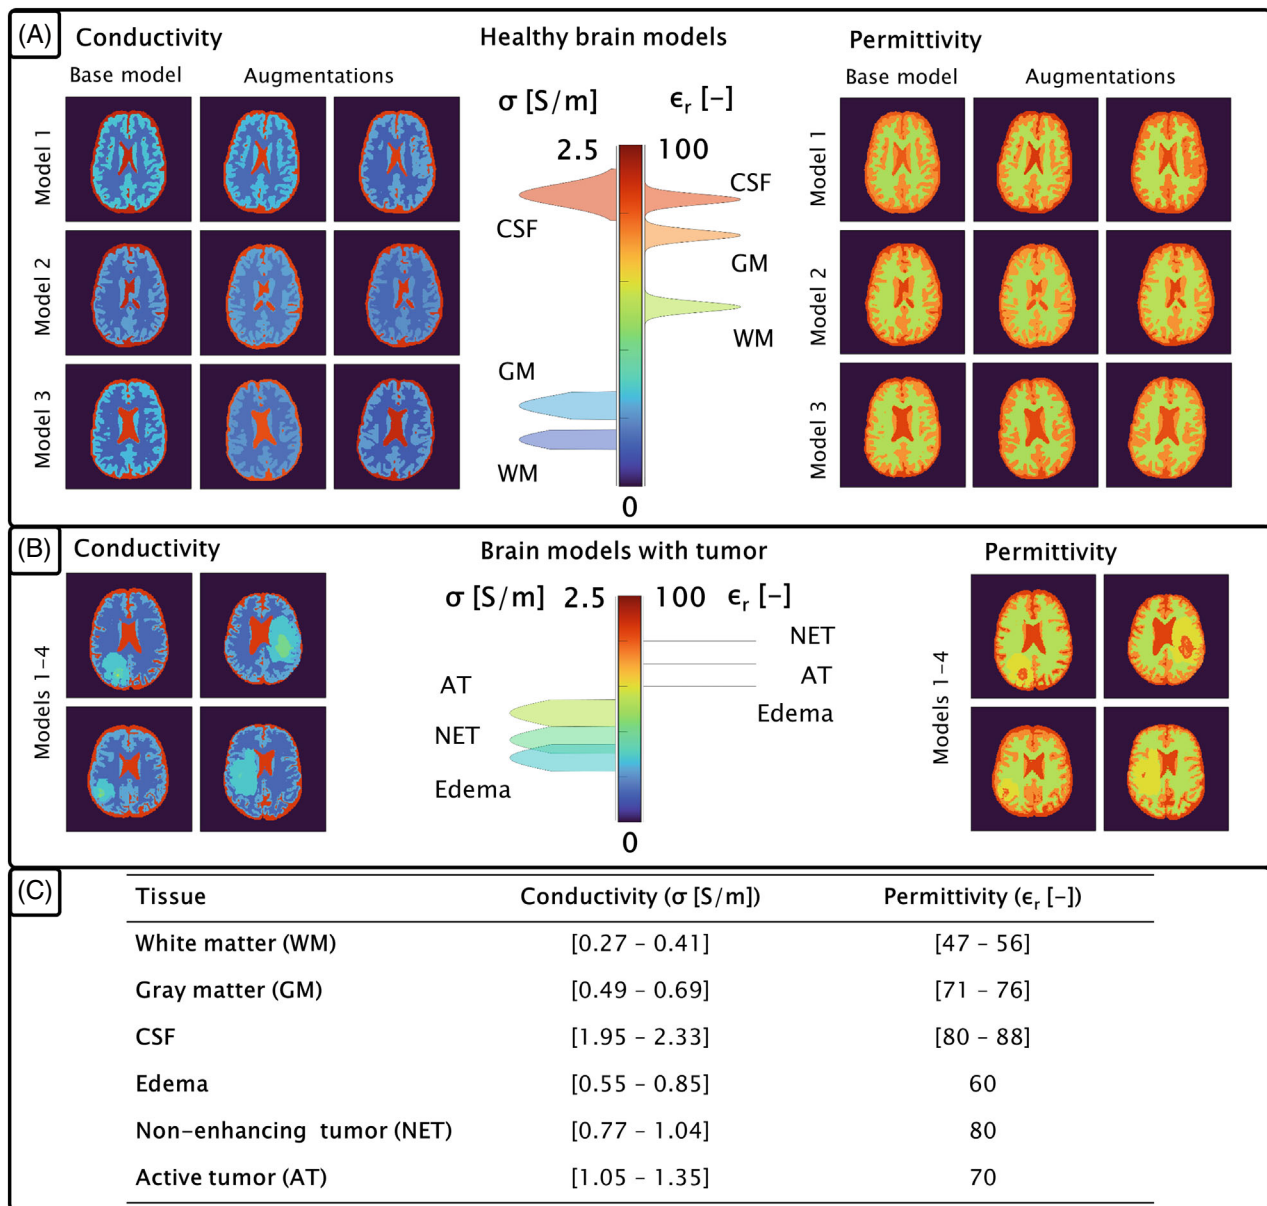 (A)
Conductivity
Healthy brain models
Permittivity
Base model
Augmentations
σ [S/m]
ϵr [–]
Base model
Augmentations
Model 1
2.5
100
CSF
CSF
Model 1
Model 2
GM
WM
Model 2
GM
Model 3
WM
0
Model 3
(B)
Conductivity
Brain models with tumor
Permittivity
σ [S/m]
2.5
100
ϵr [–]
Models 1–4
NET
AT
AT
Edema
NET
Edema
0
Models 1–4
(C)
Tissue Conductivity (σ [S/m]) Permittivity (ϵr [–])
White matter (WM) [0.27 – 0.41] [47 – 56]
Gray matter (GM) [0.49 – 0.69] [71 – 76]
CSF [1.95 – 2.33] [80 – 88]
Edema [0.55 – 0.85] 60
Non-enhancing tumor (NET) [0.77 – 1.04] 80
Active tumor (AT) [1.05 – 1.35] 70